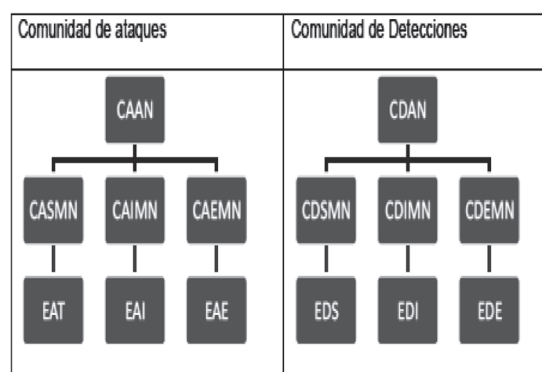 Comunidad de ataques
Comunidad de Detecciones
CAAN
CASMN CAIMN CAEMN
EAT EAI EAE
CDAN
CDSMN CDIMN CDEMN
EDS EDI EDE